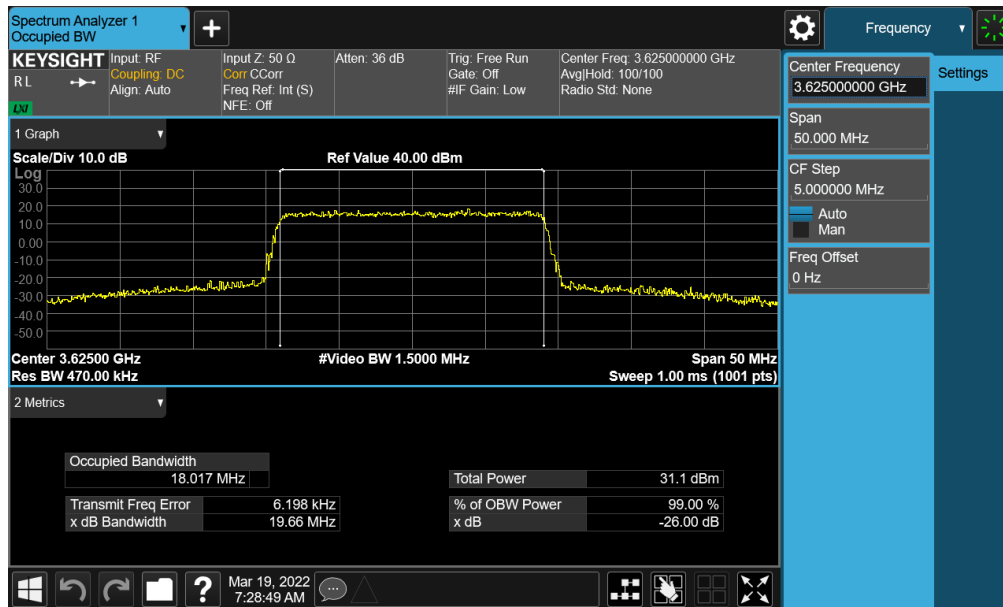 Spectrum Analyzer 1
Occupied BW
Frequency
KEYSIGHT
R L
LXI
Input: RF
Coupling: DC
Align: Auto
Input Z: 50 Ω
Corr CCorr
Freq Ref: Int (S)
NFE: Off
Atten: 36 dB
Trig: Free Run
Gate: Off
#IF Gain: Low
Center Freq: 3.625000000 GHz
Avg|Hold: 100/100
Radio Std: None
Center Frequency
3.625000000 GHz
Settings
Span
50.000 MHz
CF Step
5.000000 MHz
Auto
Man
Freq Offset
0 Hz
1 Graph
Scale/Div 10.0 dB
Ref Value 40.00 dBm
Log
30.0
20.0
10.0
0.00
-10.0
-20.0
-30.0
-40.0
-50.0
Center 3.62500 GHz
#Video BW 1.5000 MHz
Span 50 MHz
Res BW 470.00 kHz
Sweep 1.00 ms (1001 pts)
2 Metrics
Occupied Bandwidth
18.017 MHz
Total Power 31.1 dBm
Transmit Freq Error 6.198 kHz
% of OBW Power 99.00 %
x dB Bandwidth 19.66 MHz
x dB -26.00 dB
?
Mar 19, 2022
7:28:49 AM